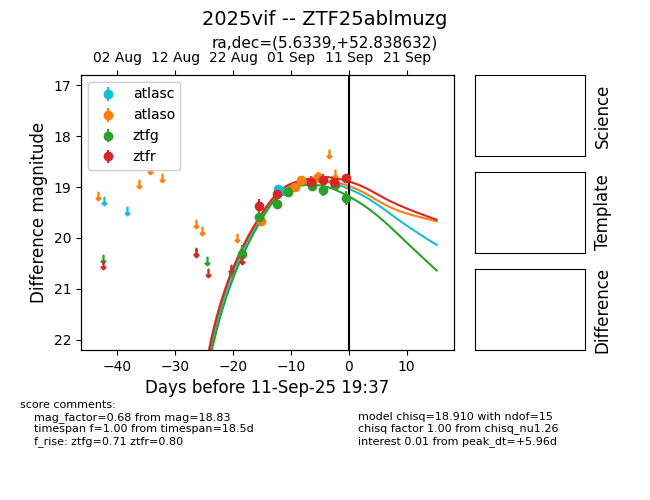 2025vif -- ZTF25ablmuzg
ra,dec=(5.6339,+52.838632)
02 Aug 12 Aug 22 Aug 01 Sep 11 Sep 21 Sep
atlasc
atlaso
ztfg
ztfr
17
18
19
20
21
22
Difference magnitude
−40 −30 −20 −10 0 10
Days before 11-Sep-25 19:37
Science
Template
Difference
score comments:
mag_factor=0.68 from mag=18.83
timespan f=1.00 from timespan=18.5d
f_rise: ztfg=0.71 ztfr=0.80
model chisq=18.910 with ndof=15
chisq factor 1.00 from chisq_nu1.26
interest 0.01 from peak_dt=+5.96d